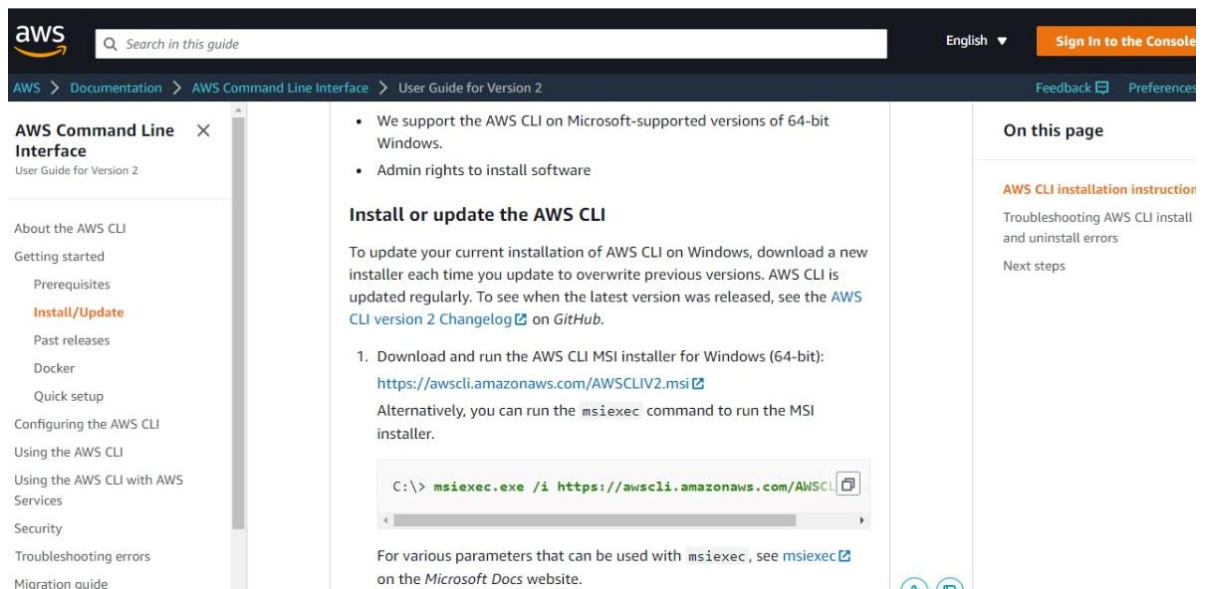 aws
Search in this guide
English
Sign In to the Console
AWS > Documentation > AWS Command Line Interface > User Guide for Version 2
Feedback
Preferences
AWS Command Line
Interface
User Guide for Version 2
About the AWS CLI
Getting started
Prerequisites
Install/Update
Past releases
Docker
Quick setup
Configuring the AWS CLI
Using the AWS CLI
Using the AWS CLI with AWS
Services
Security
Troubleshooting errors
Migration guide
• We support the AWS CLI on Microsoft-supported versions of 64-bit
Windows.
• Admin rights to install software
Install or update the AWS CLI
To update your current installation of AWS CLI on Windows, download a new
installer each time you update to overwrite previous versions. AWS CLI is
updated regularly. To see when the latest version was released, see the AWS
CLI version 2 Changelog on GitHub.
1. Download and run the AWS CLI MSI installer for Windows (64-bit):
https://awscli.amazonaws.com/AWSCLIV2.msi
Alternatively, you can run the msiexec command to run the MSI
installer.
C:\> msiexec.exe /i https://awscli.amazonaws.com/AWSCL
For various parameters that can be used with msiexec, see msiexec
on the Microsoft Docs website.
On this page
AWS CLI installation instruction
Troubleshooting AWS CLI install
and uninstall errors
Next steps